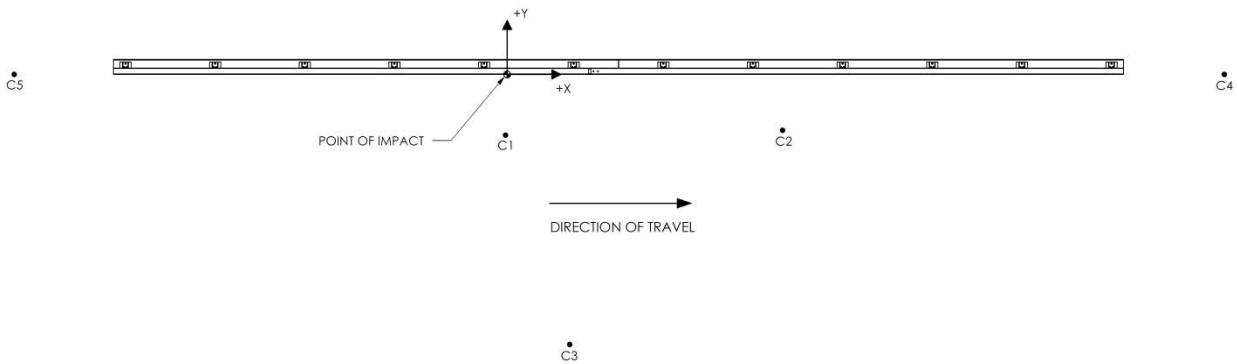 +Y
C5
+X
C4
POINT OF IMPACT
C1
C2
DIRECTION OF TRAVEL
C3